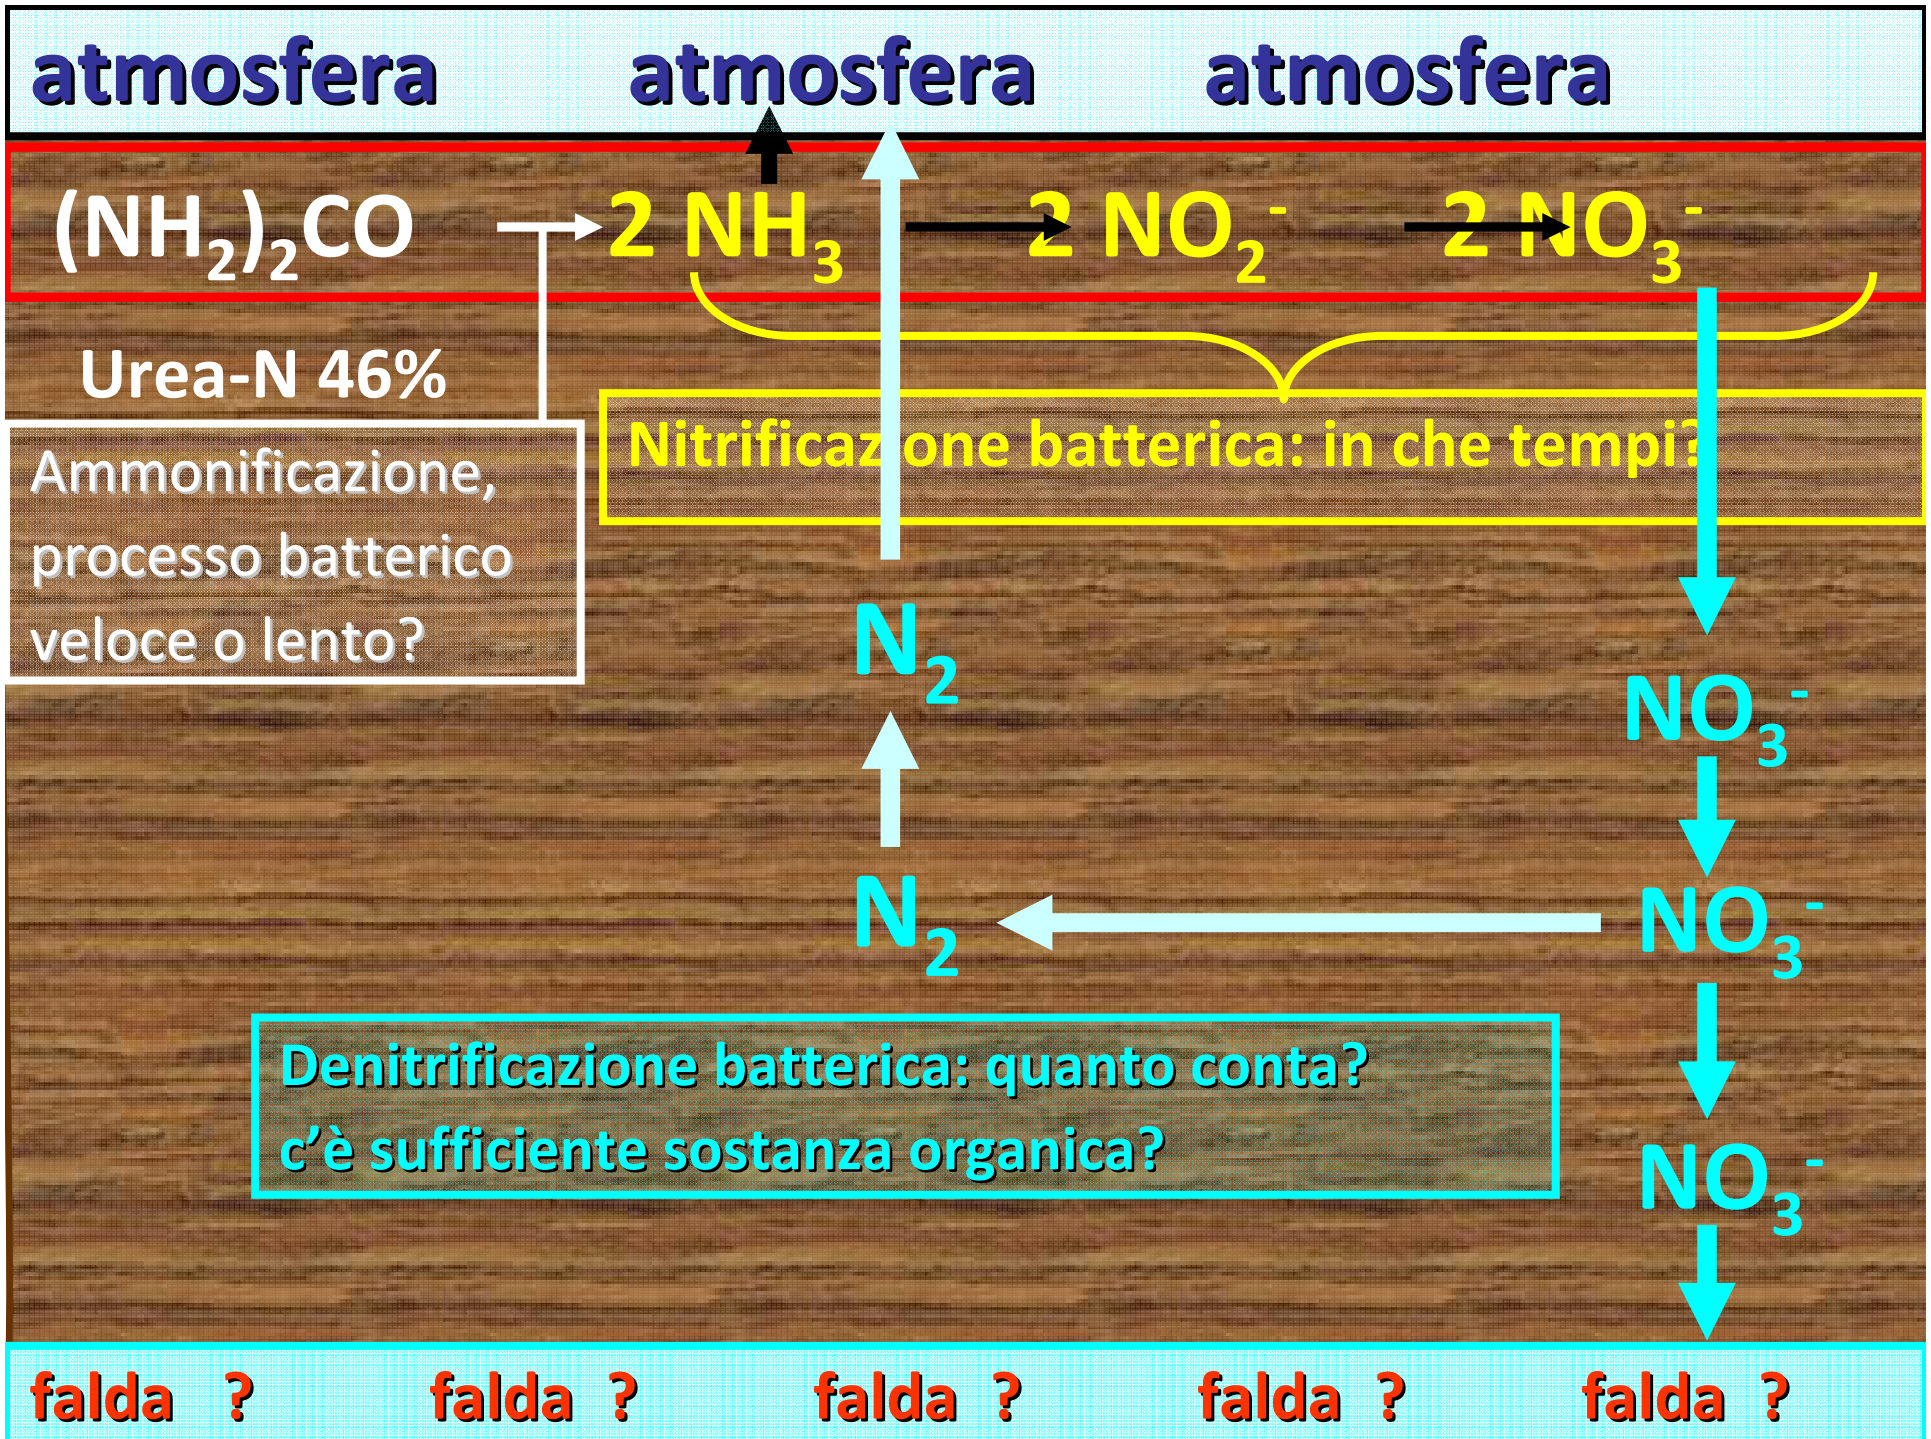 atmosfera atmosfera atmosfera
(NH₂)₂CO 2 NH₃ 2 NO₂⁻ 2 NO₃⁻
Urea-N 46%
Ammonificazione,
processo batterico
veloce o lento?
Nitrificazione batterica: in che tempi?
N₂
NO₃⁻
N₂ NO₃⁻
Denitrificazione batterica: quanto conta?
c’è sufficiente sostanza organica?
NO₃⁻
falda ? falda ? falda ? falda ? falda ?